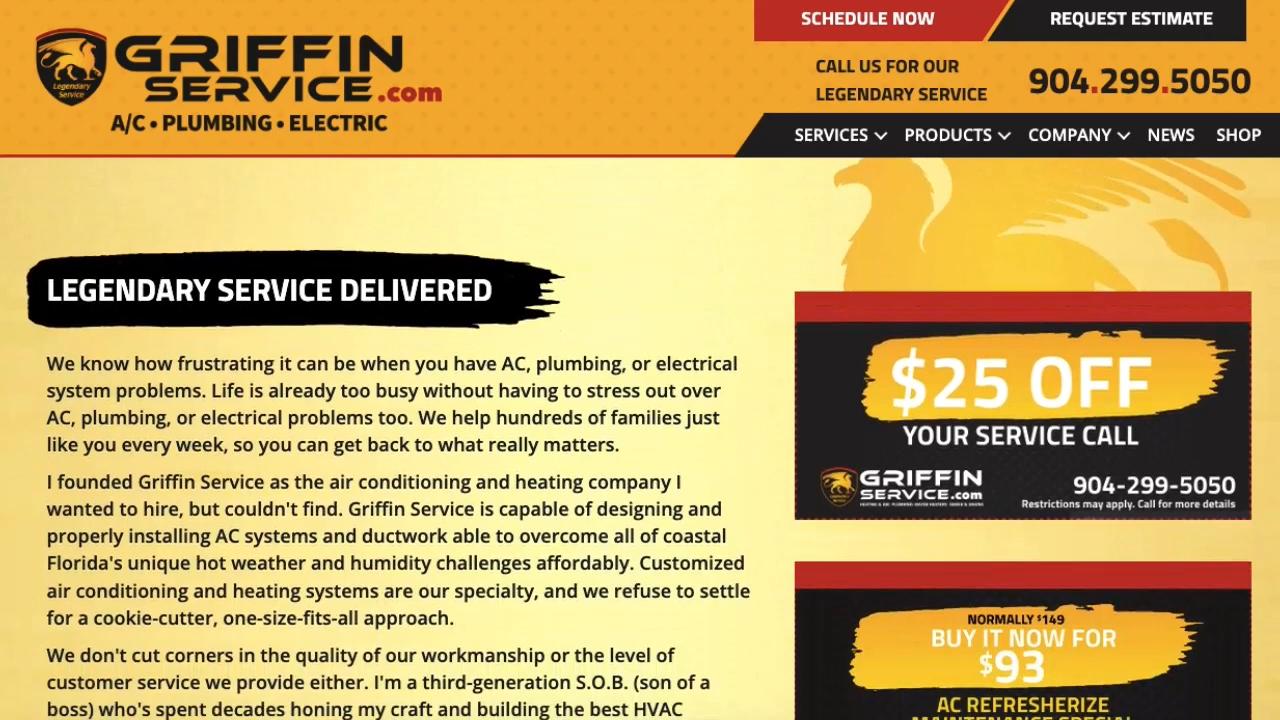 SCHEDULE NOW
REQUEST ESTIMATE
GRIFFIN
SERVICE.com
Legendary
Service
A/C • PLUMBING • ELECTRIC
CALL US FOR OUR
LEGENDARY SERVICE
904.299.5050
SERVICES
PRODUCTS
COMPANY
NEWS
SHOP
LEGENDARY SERVICE DELIVERED
We know how frustrating it can be when you have AC, plumbing, or electrical
system problems. Life is already too busy without having to stress out over
AC, plumbing, or electrical problems too. We help hundreds of families just
like you every week, so you can get back to what really matters.
I founded Griffin Service as the air conditioning and heating company I
wanted to hire, but couldn't find. Griffin Service is capable of designing and
properly installing AC systems and ductwork able to overcome all of coastal
Florida's unique hot weather and humidity challenges affordably. Customized
air conditioning and heating systems are our specialty, and we refuse to settle
for a cookie-cutter, one-size-fits-all approach.
We don't cut corners in the quality of our workmanship or the level of
customer service we provide either. I'm a third-generation S.O.B. (son of a
boss) who's spent decades honing my craft and building the best HVAC
$25 OFF
YOUR SERVICE CALL
GRIFFIN
SERVICE.com
904-299-5050
Restrictions may apply. Call for more details
NORMALLY $149
BUY IT NOW FOR
$93
AC REFRESHERIZE
MAINTENANCE SPECIAL